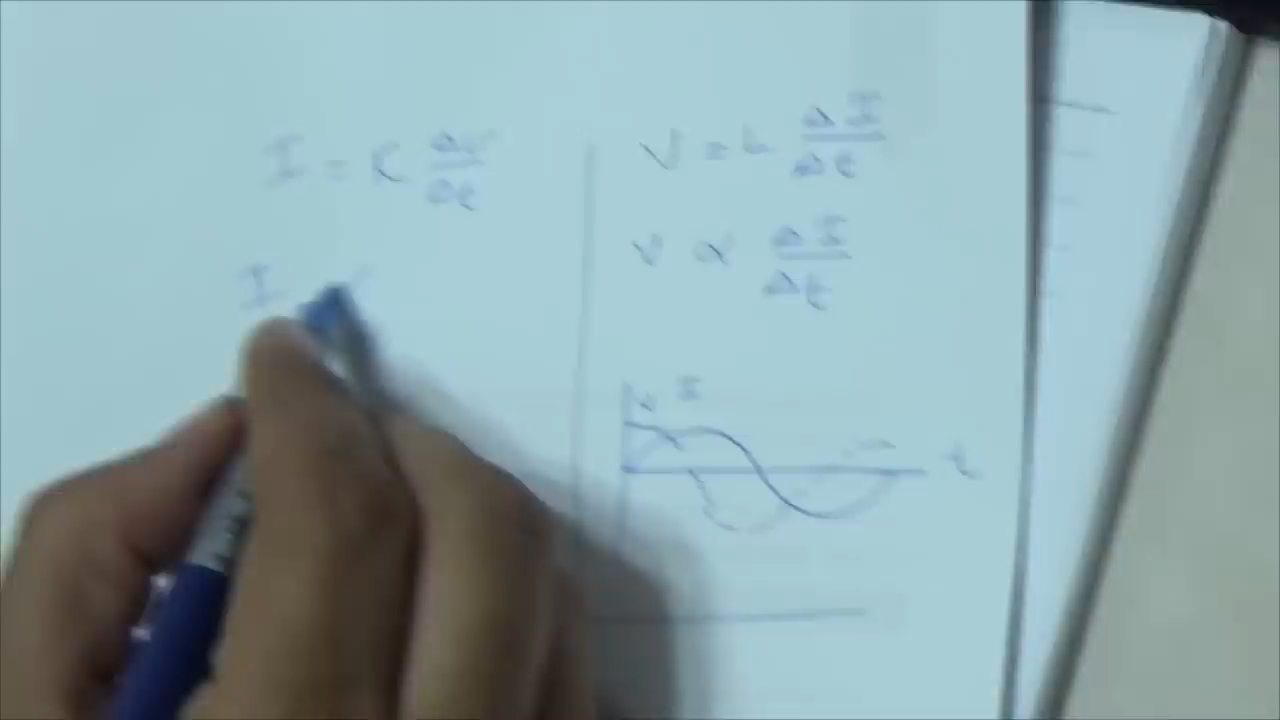 I = C ΔV/Δt
I
V = L ΔI/Δt
V ∝ ΔI/Δt
V I
t